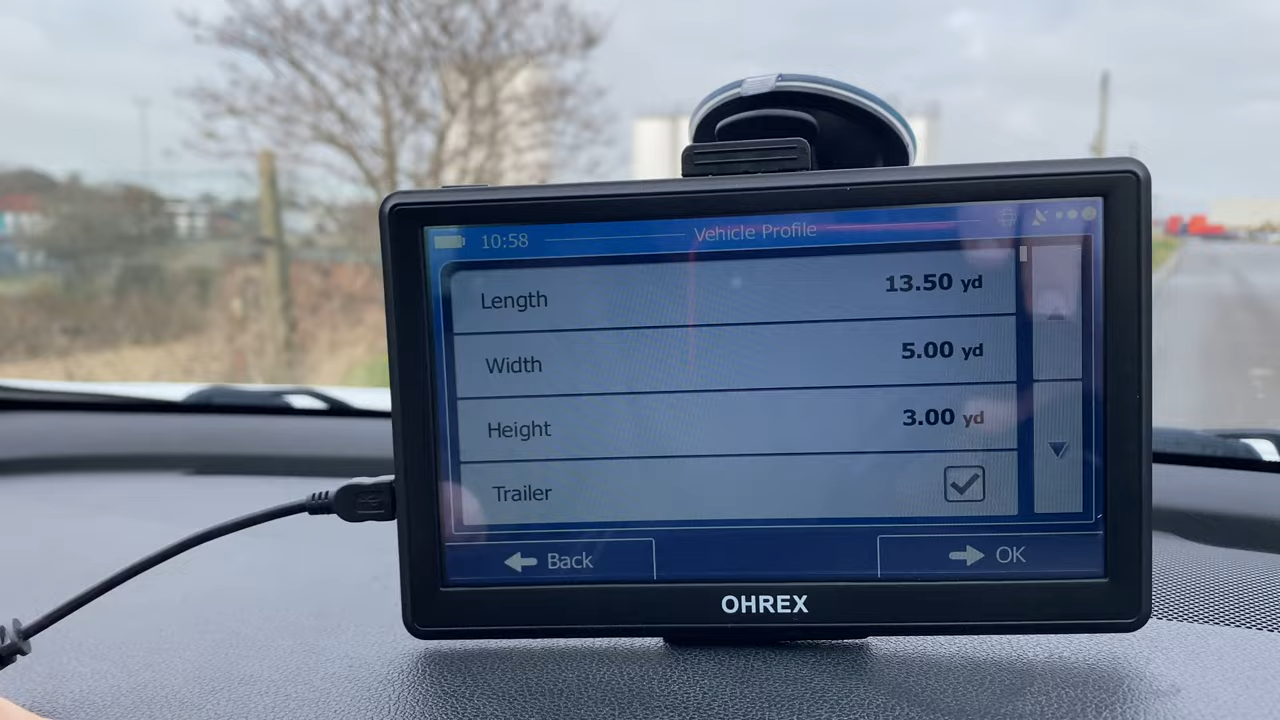 10:58 Vehicle Profile
Length 13.50 yd
Width 5.00 yd
Height 3.00 yd
Trailer
Back OK
OHREX